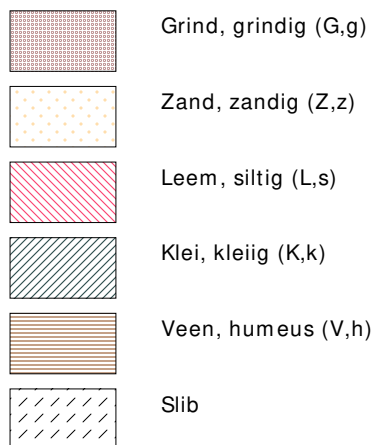 Grind, grindig (G,g)
Zand, zandig (Z,z)
Leem, siltig (L,s)
Klei, kleiig (K,k)
Veen, humeus (V,h)
Slib